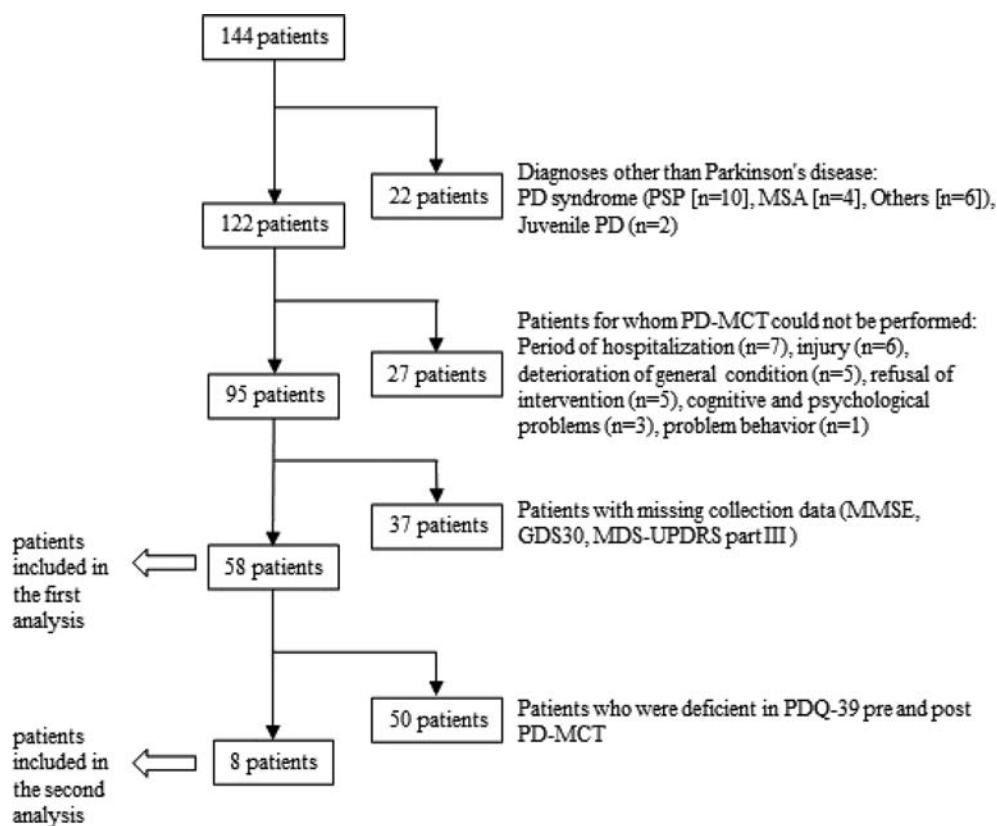 144 patients
22 patients
Diagnoses other than Parkinson's disease:
PD syndrome (PSP [n=10], MSA [n=4], Others [n=6]),
Juvenile PD (n=2)
122 patients
27 patients
Patients for whom PD-MCT could not be performed:
Period of hospitalization (n=7), injury (n=6),
deterioration of general condition (n=5), refusal of
intervention (n=5), cognitive and psychological
problems (n=3), problem behavior (n=1)
95 patients
37 patients
Patients with missing collection data (MMSE,
GDS30, MDS-UPDRS part III)
patients
included in
the first
analysis
58 patients
50 patients
Patients who were deficient in PDQ-39 pre and post
PD-MCT
patients
included in
the second
analysis
8 patients